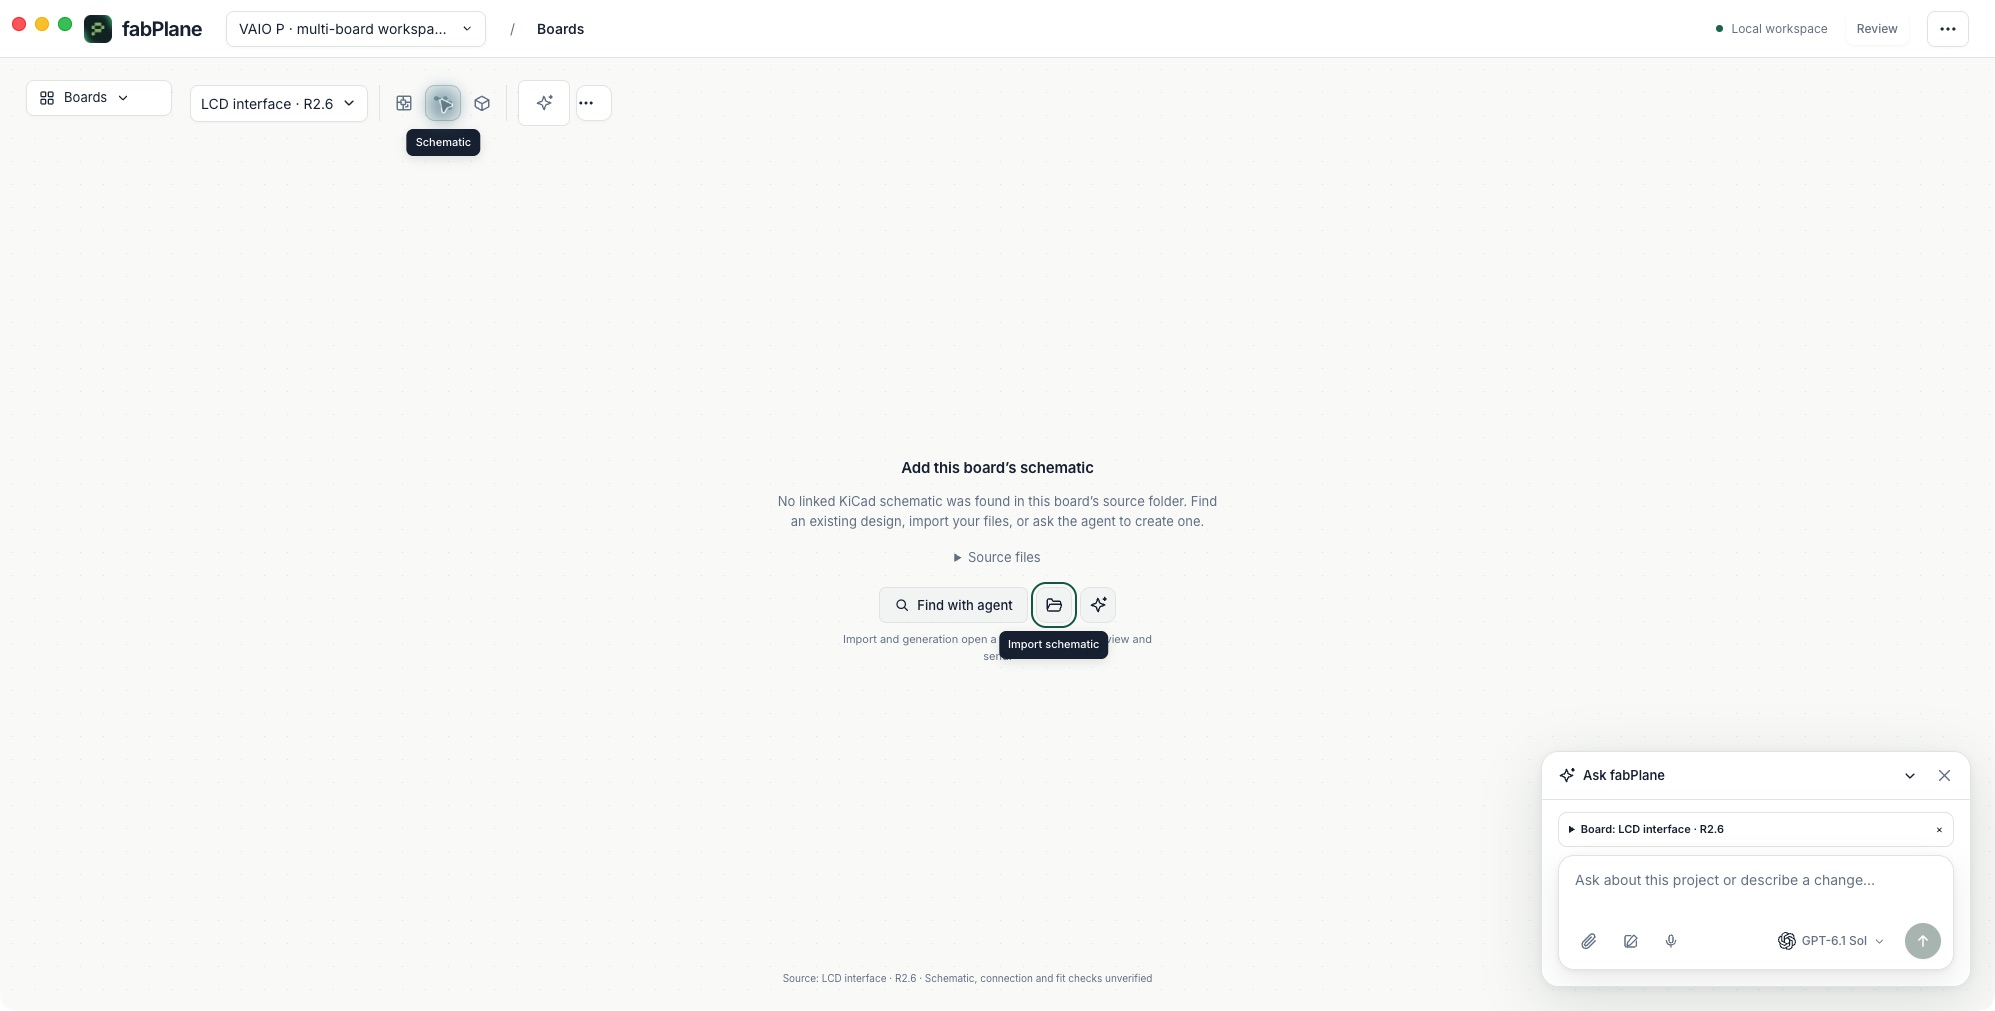 fabPlane
VAIO P · multi-board workspa...
/
Boards
Local workspace
Review
Boards
LCD interface · R2.6
Schematic
Add this board’s schematic
No linked KiCad schematic was found in this board’s source folder. Find
an existing design, import your files, or ask the agent to create one.
Source files
Find with agent
Import and generation open a
view and
Import schematic
Ask fabPlane
Board: LCD interface · R2.6
Ask about this project or describe a change...
GPT-6.1 Sol
Source: LCD interface · R2.6 · Schematic, connection and fit checks unverified